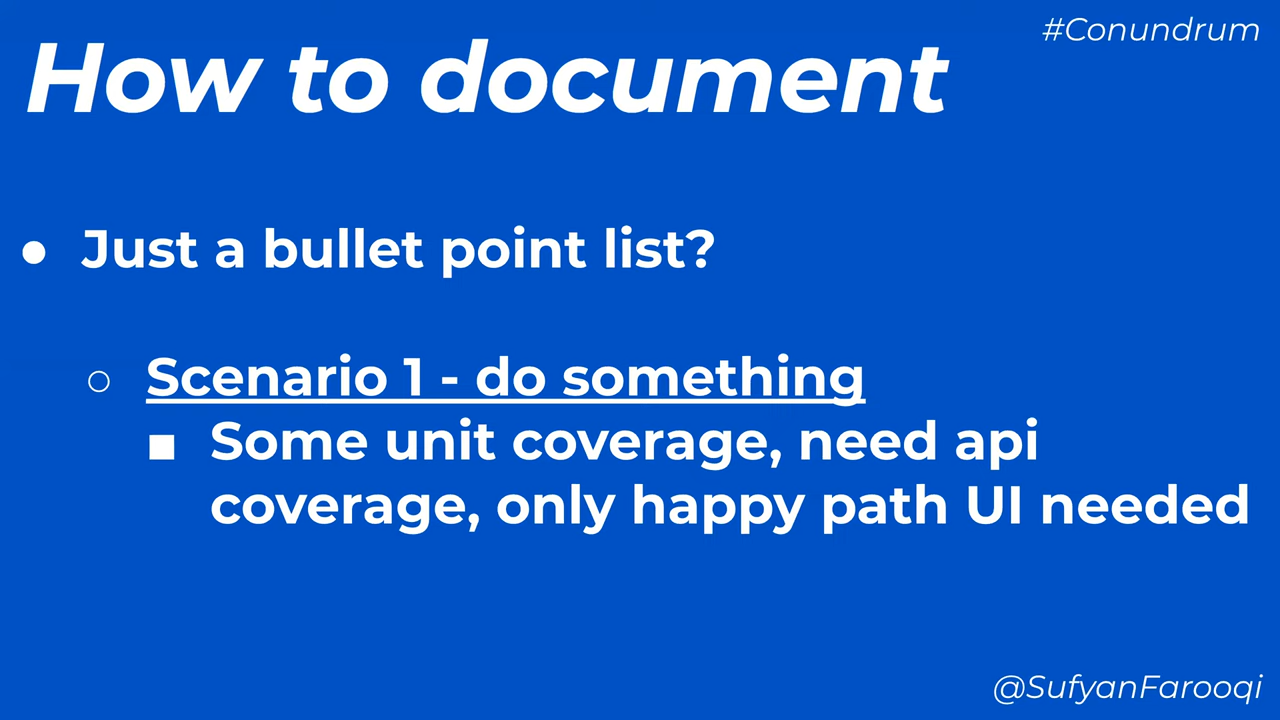 #Conundrum
How to document
● Just a bullet point list?
○ Scenario 1 - do something
■ Some unit coverage, need api
coverage, only happy path UI needed
@SufyanFarooqi